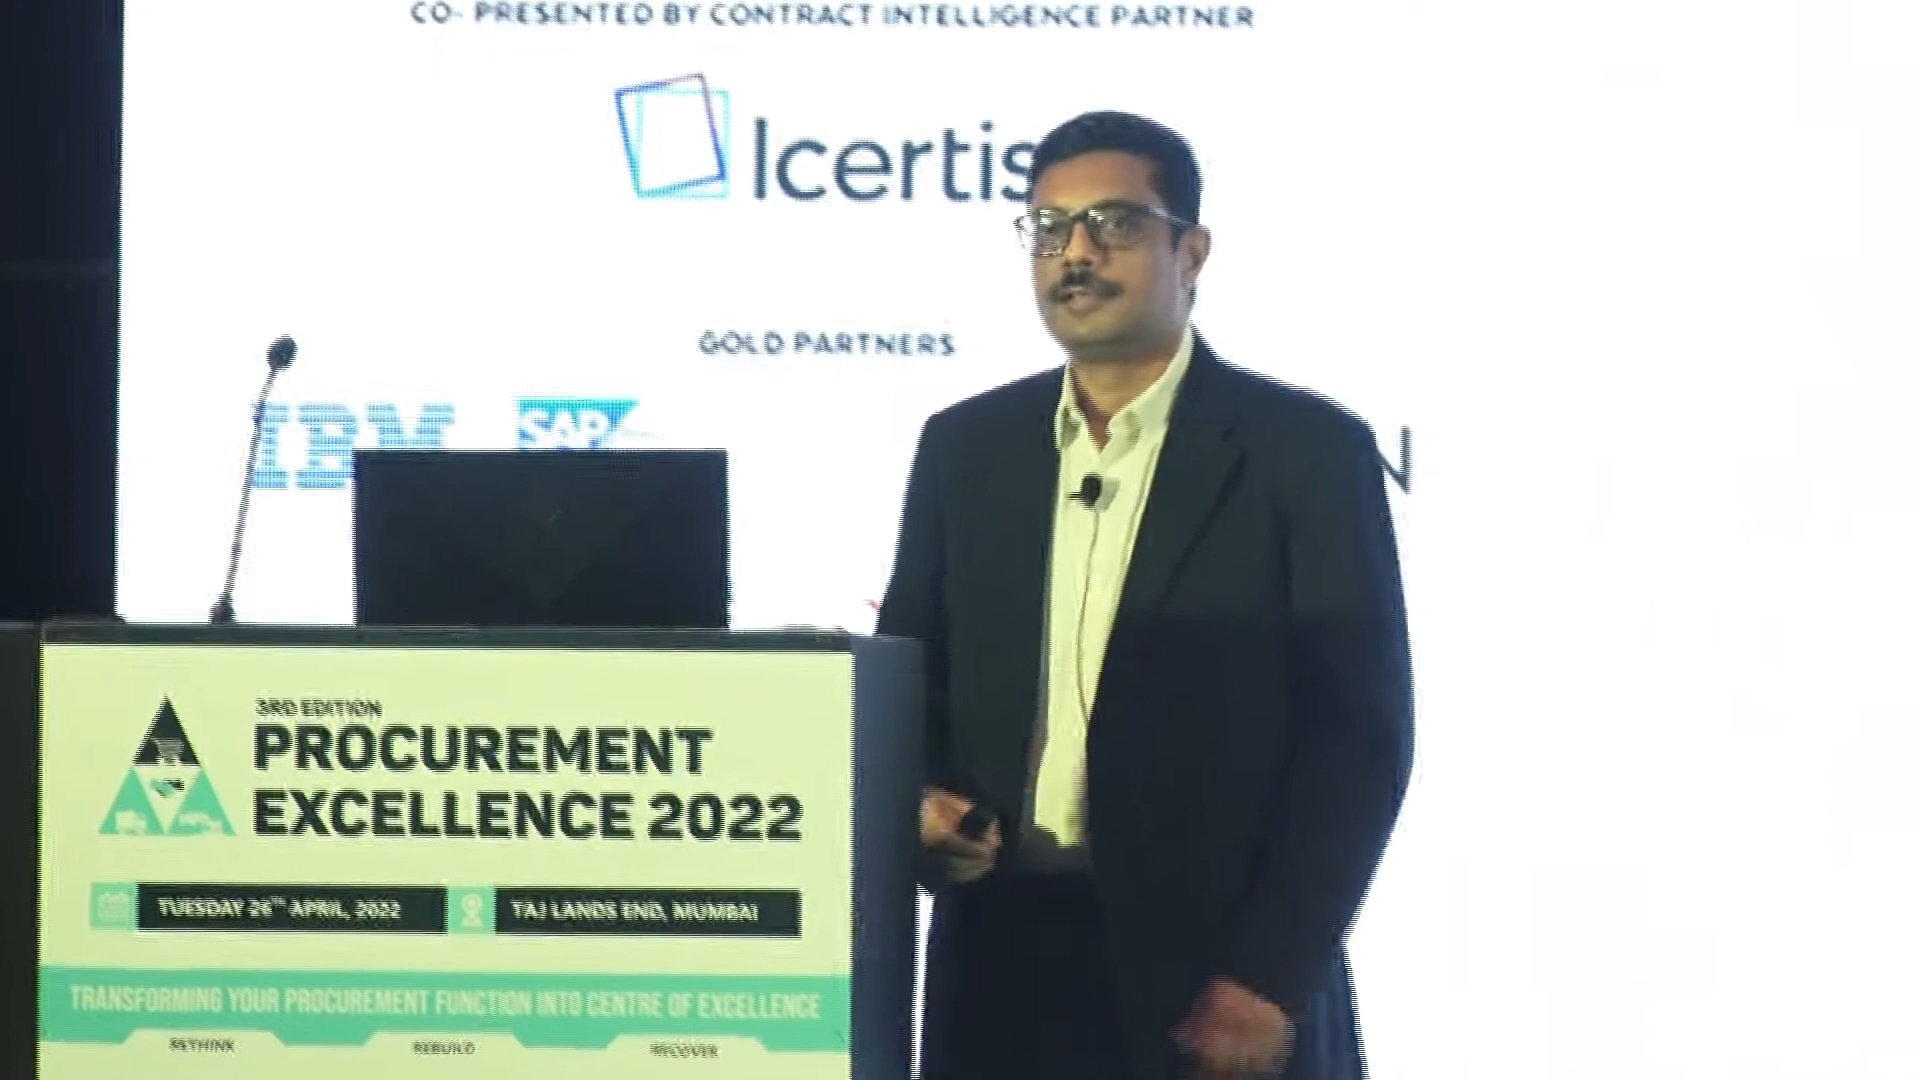 CO- PRESENTED BY CONTRACT INTELLIGENCE PARTNER
Icertis
GOLD PARTNERS
IBM
SAP
N
3RD EDITION
PROCUREMENT
EXCELLENCE 2022
TUESDAY 26TH APRIL, 2022
TAJ LANDS END, MUMBAI
TRANSFORMING YOUR PROCUREMENT FUNCTION INTO CENTRE OF EXCELLENCE
RETHINK
REBUILD
RECOVER